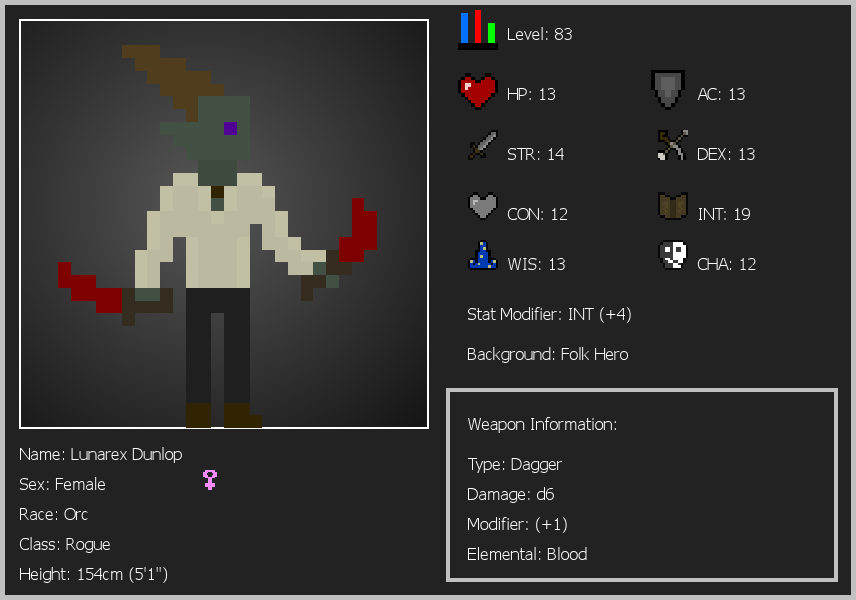 Level: 83
HP: 13
AC: 13
STR: 14
DEX: 13
CON: 12
INT: 19
WIS: 13
CHA: 12
Stat Modifier: INT (+4)
Background: Folk Hero
Weapon Information:
Type: Dagger
Damage: d6
Modifier: (+1)
Elemental: Blood
Name: Lunarex Dunlop
Sex: Female
Race: Orc
Class: Rogue
Height: 154cm (5'1")